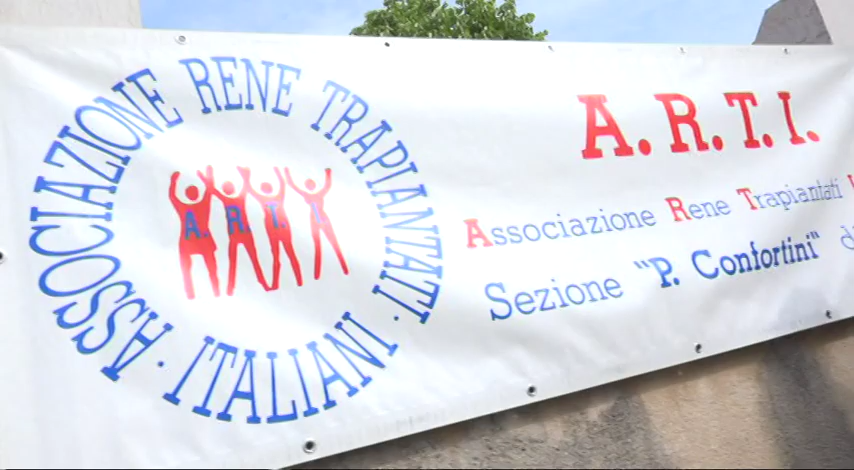 ASSOCIAZIONE RENE TRAPIANTATI · ITALIANI ·
A. R. T. I.
A.R.T.I.
Associazione Rene Trapiantati
Sezione "P. Confortini"